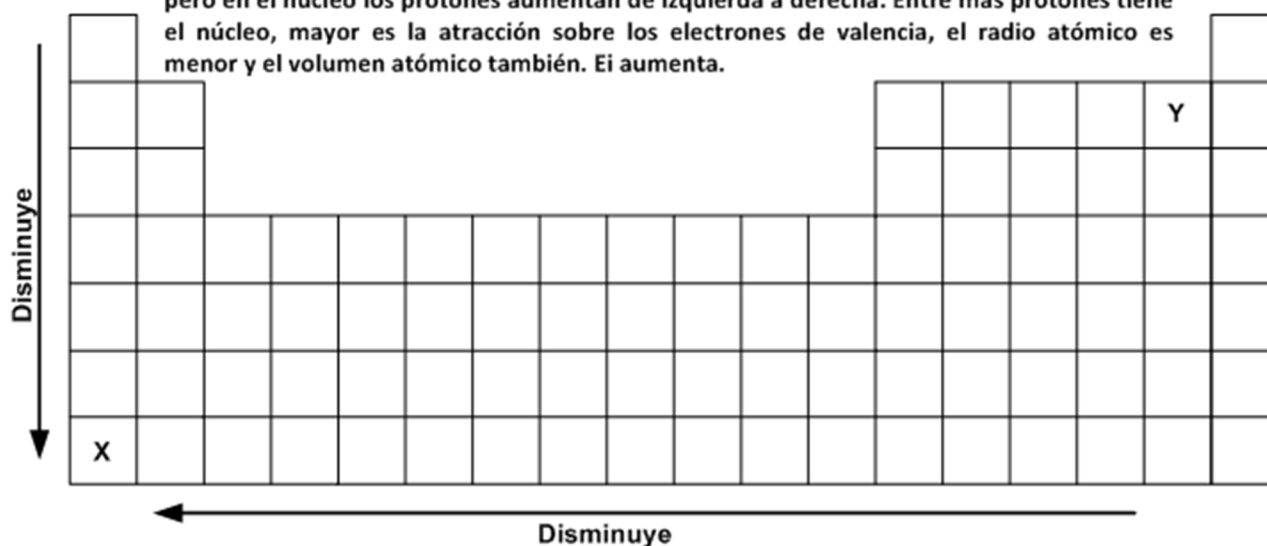 pero en el núcleo los protones aumentan de izquierda a derecha. Entre más protones tiene
el núcleo, mayor es la atracción sobre los electrones de valencia, el radio atómico es
menor y el volumen atómico también. Ei aumenta.
Y
Disminuye
X
Disminuye